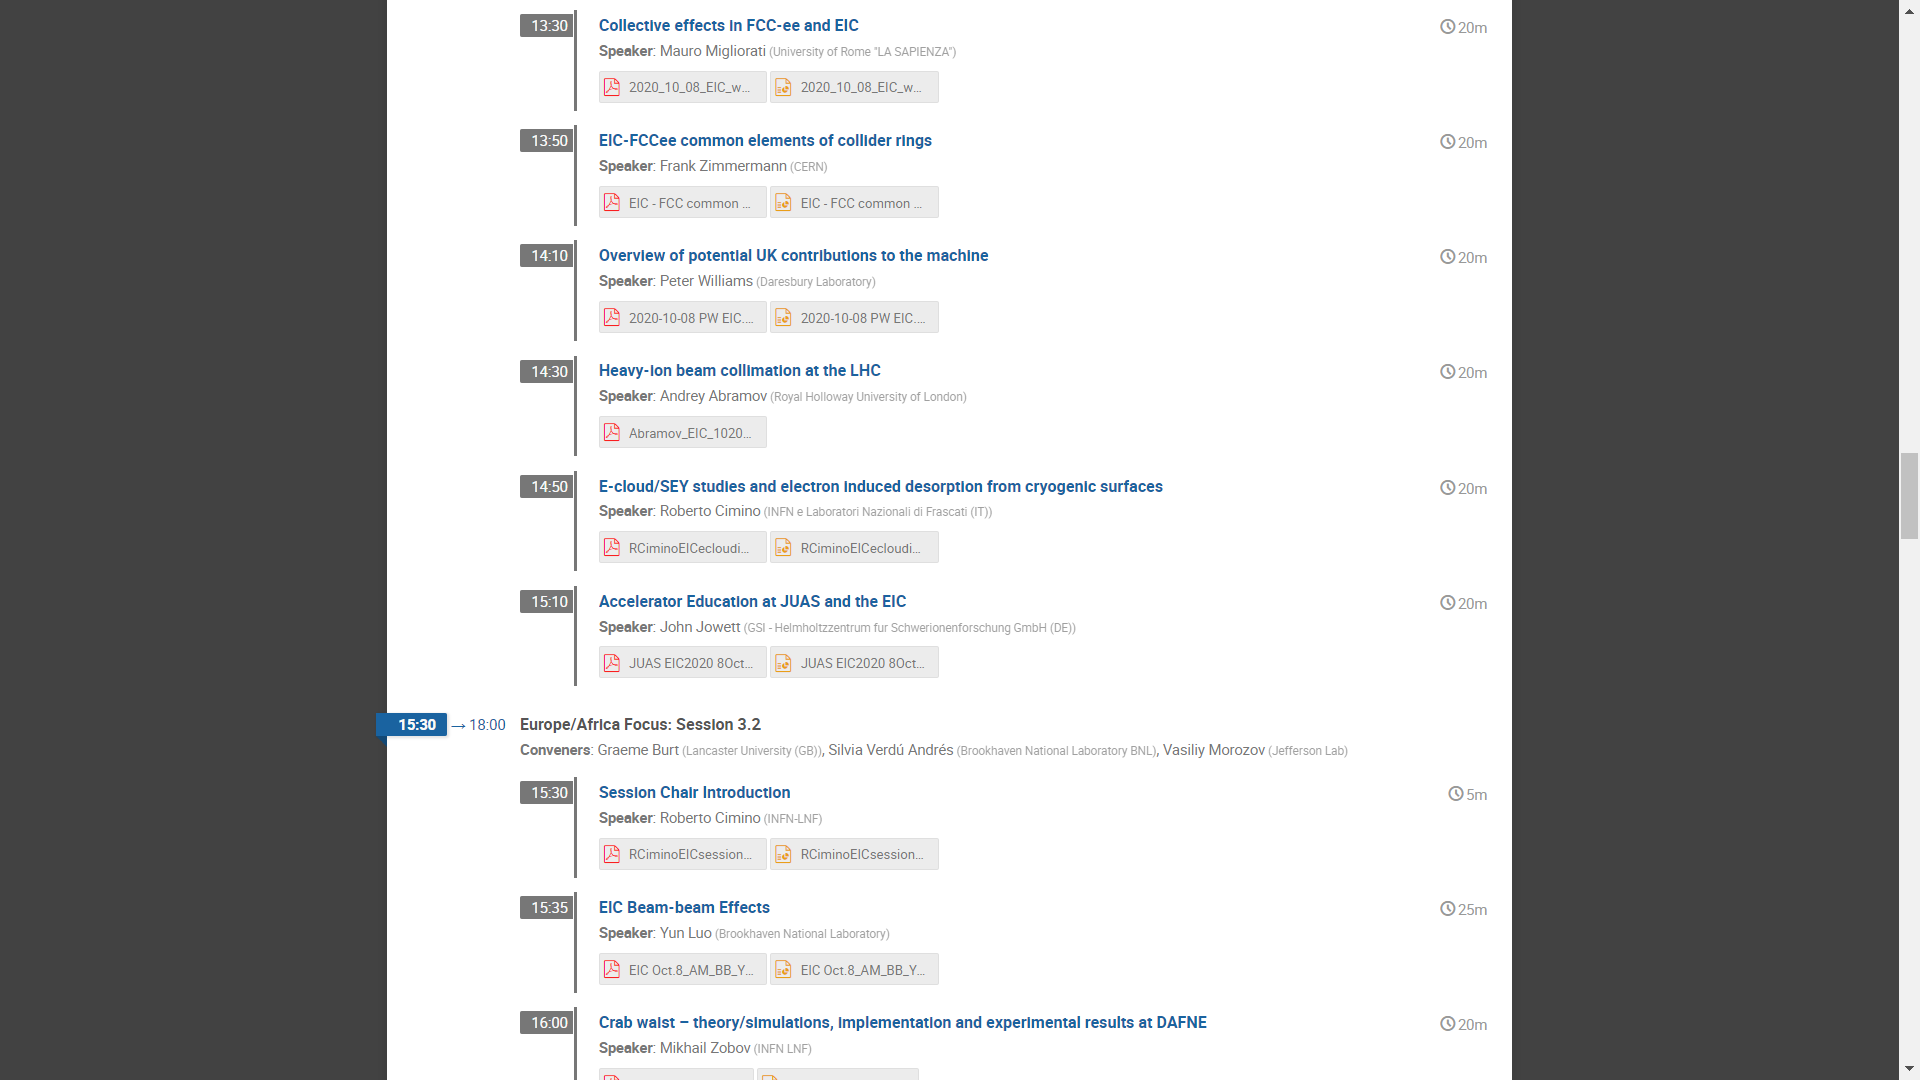 13:30 Collective effects in FCC-ee and EIC 20m
Speaker: Mauro Migliorati (University of Rome "LA SAPIENZA")
2020_10_08_EIC_w... 2020_10_08_EIC_w...
13:50 EIC-FCCee common elements of collider rings 20m
Speaker: Frank Zimmermann (CERN)
EIC - FCC common ... EIC - FCC common ...
14:10 Overview of potential UK contributions to the machine 20m
Speaker: Peter Williams (Daresbury Laboratory)
2020-10-08 PW EIC.... 2020-10-08 PW EIC....
14:30 Heavy-ion beam collimation at the LHC 20m
Speaker: Andrey Abramov (Royal Holloway University of London)
Abramov_EIC_1020...
14:50 E-cloud/SEY studies and electron induced desorption from cryogenic surfaces 20m
Speaker: Roberto Cimino (INFN e Laboratori Nazionali di Frascati (IT))
RCiminoEICecloudi... RCiminoEICecloudi...
15:10 Accelerator Education at JUAS and the EIC 20m
Speaker: John Jowett (GSI - Helmholtzzentrum fur Schwerionenforschung GmbH (DE))
JUAS EIC2020 8Oct... JUAS EIC2020 8Oct...
15:30 → 18:00 Europe/Africa Focus: Session 3.2
Conveners: Graeme Burt (Lancaster University (GB)), Silvia Verdú Andrés (Brookhaven National Laboratory BNL), Vasiliy Morozov (Jefferson Lab)
15:30 Session Chair Introduction 5m
Speaker: Roberto Cimino (INFN-LNF)
RCiminoEICsession... RCiminoEICsession...
15:35 EIC Beam-beam Effects 25m
Speaker: Yun Luo (Brookhaven National Laboratory)
EIC Oct.8_AM_BB_Y... EIC Oct.8_AM_BB_Y...
16:00 Crab waist – theory/simulations, implementation and experimental results at DAFNE 20m
Speaker: Mikhail Zobov (INFN LNF)